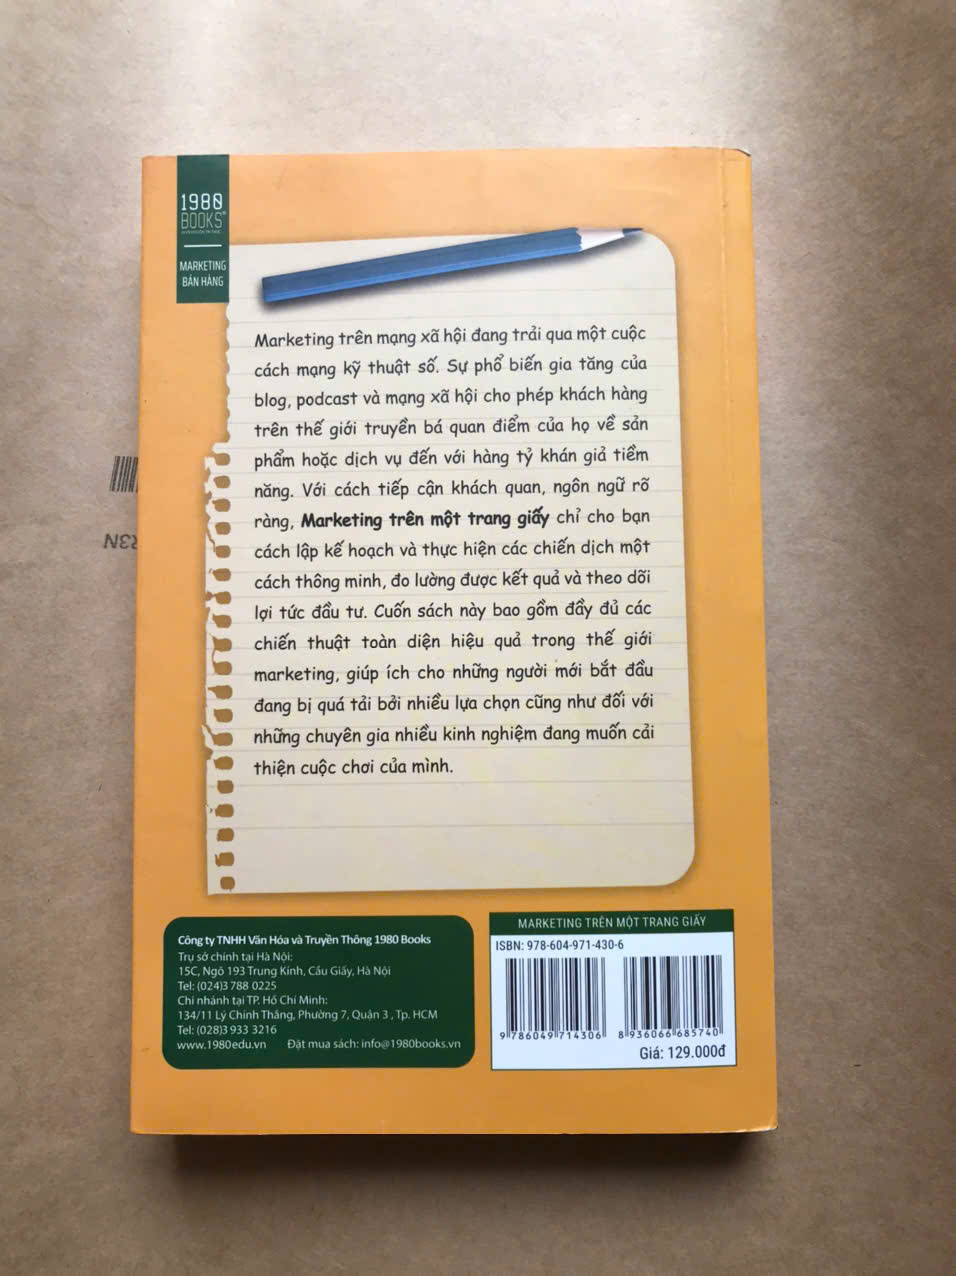 1980
BOOKS®
MARKETING
BÁN HÀNG
Marketing trên mạng xã hội đang trải qua một cuộc
cách mạng kỹ thuật số. Sự phổ biến gia tăng của
blog, podcast và mạng xã hội cho phép khách hàng
trên thế giới truyền bá quan điểm của họ về sản
phẩm hoặc dịch vụ đến với hàng tỷ khán giả tiềm
năng. Với cách tiếp cận khách quan, ngôn ngữ rõ
ràng, Marketing trên một trang giấy chỉ cho bạn
cách lập kế hoạch và thực hiện các chiến dịch một
cách thông minh, đo lường được kết quả và theo dõi
lợi tức đầu tư. Cuốn sách này bao gồm đầy đủ các
chiến thuật toàn diện hiệu quả trong thế giới
marketing, giúp ích cho những người mới bắt đầu
đang bị quá tải bởi nhiều lựa chọn cũng như đối với
những chuyên gia nhiều kinh nghiệm đang muốn cải
thiện cuộc chơi của mình.
Công ty TNHH Văn Hóa và Truyền Thông 1980 Books
Trụ sở chính tại Hà Nội:
15C, Ngõ 193 Trung Kính, Cầu Giấy, Hà Nội
Tel: (024)3 788 0225
Chi nhánh tại TP. Hồ Chí Minh:
134/11 Lý Chính Thắng, Phường 7, Quận 3 , Tp. HCM
Tel: (028)3 933 3216
www.1980edu.vn Đặt mua sách: info@1980books.vn
MARKETING TRÊN MỘT TRANG GIẤY
ISBN: 978-604-971-430-6
9 786049 714306 8 936066 685740
Giá: 129.000đ